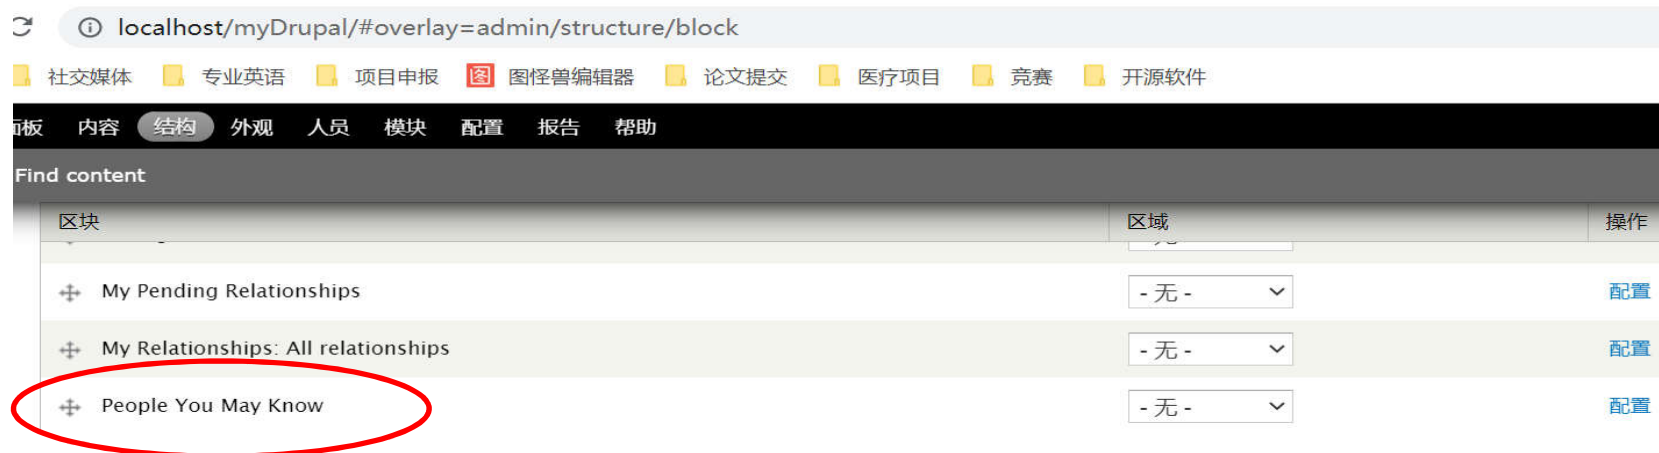 localhost/myDrupal/#overlay=admin/structure/block
社交媒体 专业英语 项目申报 图 图怪兽编辑器 论文提交 医疗项目 竞赛 开源软件
面板 内容 结构 外观 人员 模块 配置 报告 帮助
Find content
区块 区域 操作
My Pending Relationships - 无 - 配置
My Relationships: All relationships - 无 - 配置
People You May Know - 无 - 配置